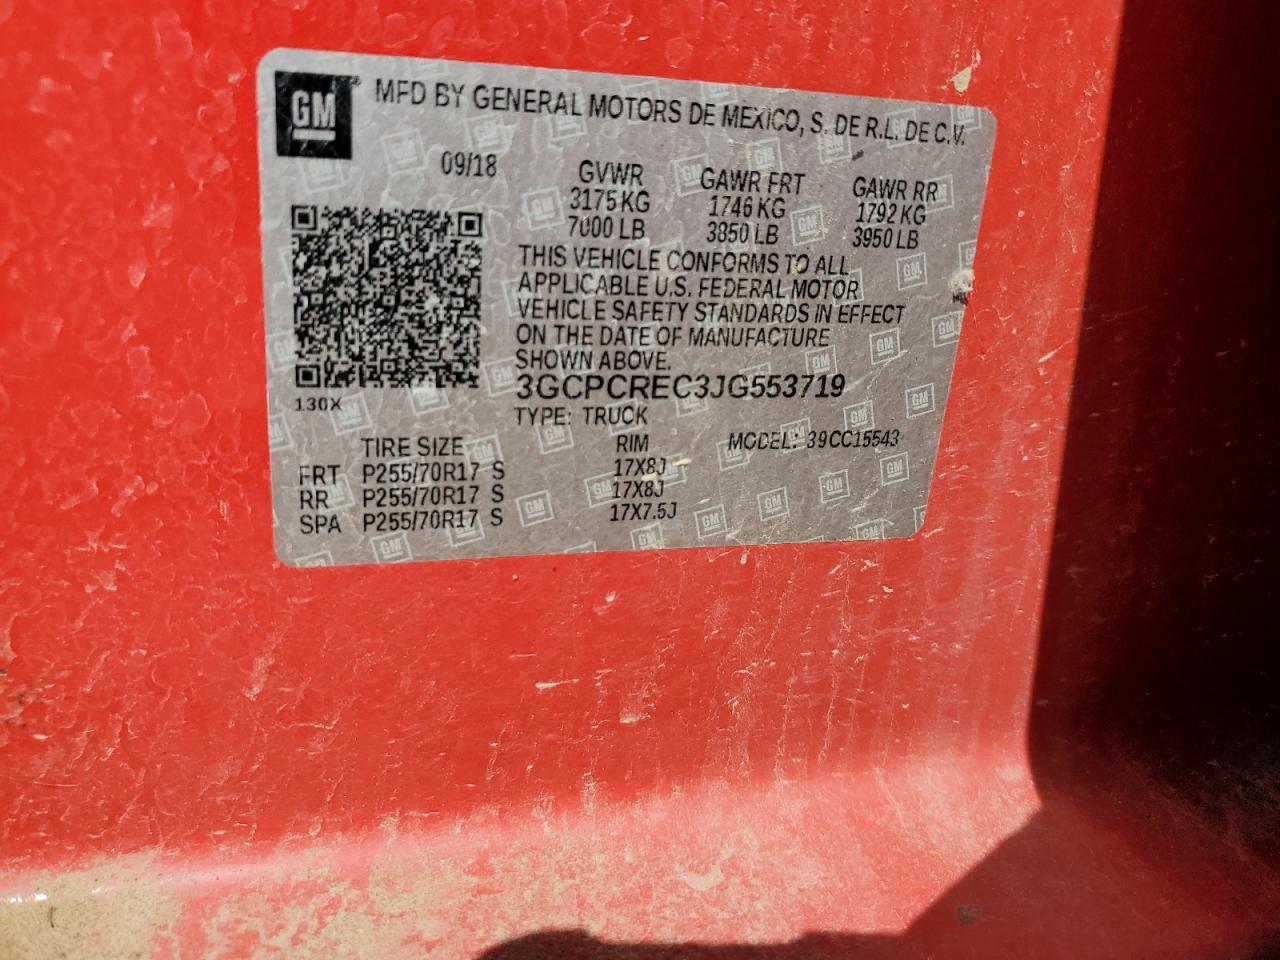 GM
MFD BY GENERAL MOTORS DE MEXICO, S. DE R.L. DE C.V.
09/18
GVWR GAWR FRT GAWR RR
3175 KG 1746 KG 1792 KG
7000 LB 3850 LB 3950 LB
THIS VEHICLE CONFORMS TO ALL
APPLICABLE U.S. FEDERAL MOTOR
VEHICLE SAFETY STANDARDS IN EFFECT
ON THE DATE OF MANUFACTURE
SHOWN ABOVE.
3GCPCREC3JG553719
130X
TYPE: TRUCK
TIRE SIZE RIM MODEL: 39CC15543
FRT P255/70R17 S 17X8J
RR P255/70R17 S 17X8J
SPA P255/70R17 S 17X7.5J